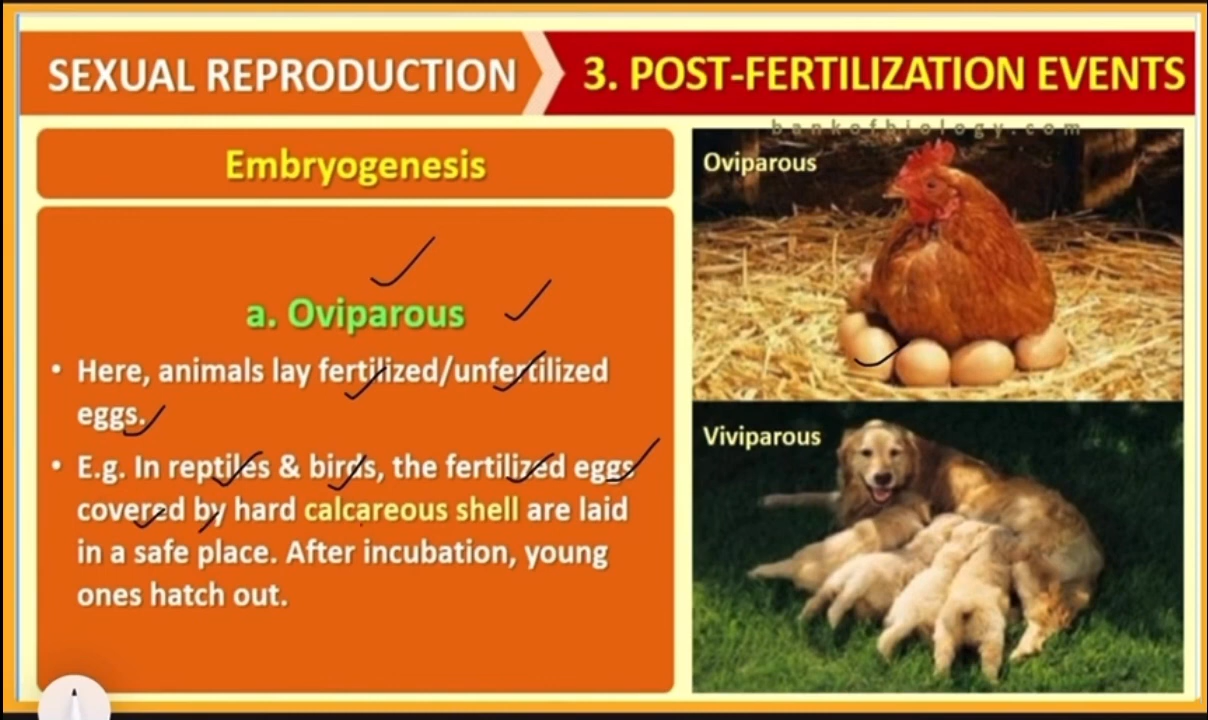 SEXUAL REPRODUCTION
3. POST-FERTILIZATION EVENTS
bankofbiology.com
Embryogenesis
a. Oviparous
• Here, animals lay fertilized/unfertilized
eggs.
• E.g. In reptiles & birds, the fertilized eggs
covered by hard calcareous shell are laid
in a safe place. After incubation, young
ones hatch out.
Oviparous
Viviparous